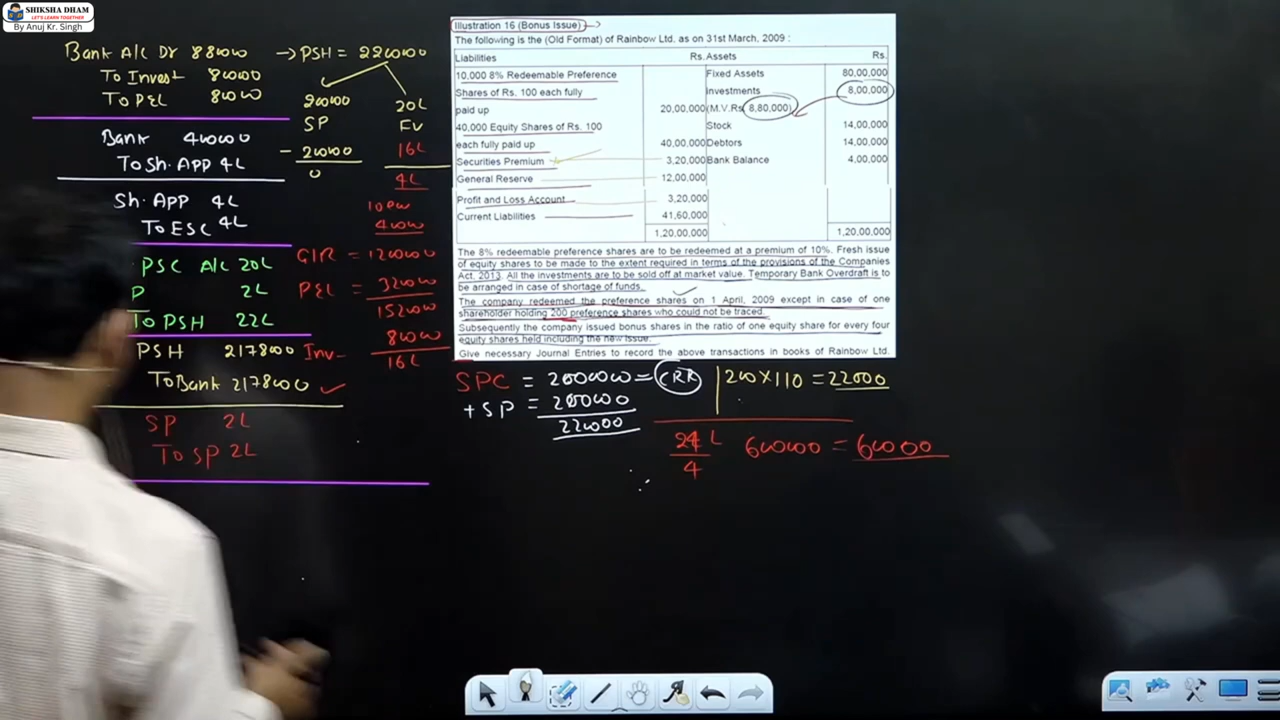 SHIKSHA DHAM
LET'S LEARN TOGETHER
By Anuj Kr. Singh
Bank A/c Dr 88000
To Invest 80000
To P&L 8000
Bank 400000
To Sh. App 4L
Sh. App 4L
To ESC 4L
PSC A/c 20L
P 2L
To PSH 22L
PSH 2178000
To Bank 2178000
SP 2L
To SP 2L
→ PSH = 2200000
200000 20L
SP FV
- 200000 16L
0 4L
GIR = 1200000
P&L = 320000
1520000
80000
Inv- 16L
Illustration 16 (Bonus Issue)
The following is the (Old Format) of Rainbow Ltd. as on 31st March, 2009 :
Liabilities Rs. Assets Rs.
10,000 8% Redeemable Preference Fixed Assets 80,00,000
Shares of Rs. 100 each fully Investments 8,00,000
paid up 20,00,000 (M.V.Rs. 8,80,000)
40,000 Equity Shares of Rs. 100 Stock 14,00,000
each fully paid up 40,00,000 Debtors 14,00,000
Securities Premium 3,20,000 Bank Balance 4,00,000
General Reserve 12,00,000
Profit and Loss Account 3,20,000
Current Liabilities 41,60,000
1,20,00,000 1,20,00,000
The 8% redeemable preference shares are to be redeemed at a premium of 10%. Fresh issue
of equity shares to be made to the extent required in terms of the provisions of the Companies
Act, 2013. All the investments are to be sold off at market value. Temporary Bank Overdraft is to
be arranged in case of shortage of funds.
The company redeemed the preference shares on 1 April, 2009 except in case of one
shareholder holding 200 preference shares who could not be traced.
Subsequently the company issued bonus shares in the ratio of one equity share for every four
equity shares held including the new issue.
Give necessary Journal Entries to record the above transactions in books of Rainbow Ltd.
SPC = 2000000 = CRR
+ SP = 200000
220000
200 × 110 = 22000
24 L
4
600000 = 60000